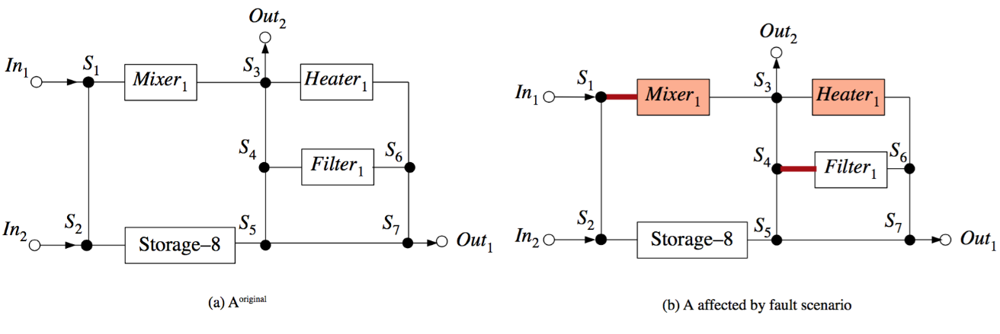 Out₂
In₁
S₁
Mixer₁
S₃
Heater₁
S₄
Filter₁
S₆
In₂
S₂
Storage–8
S₅
S₇
Out₁
(a) Aᵒʳⁱᵍⁱⁿᵃˡ
Out₂
In₁
S₁
Mixer₁
S₃
Heater₁
S₄
Filter₁
S₆
In₂
S₂
Storage–8
S₅
S₇
Out₁
(b) A affected by fault scenario